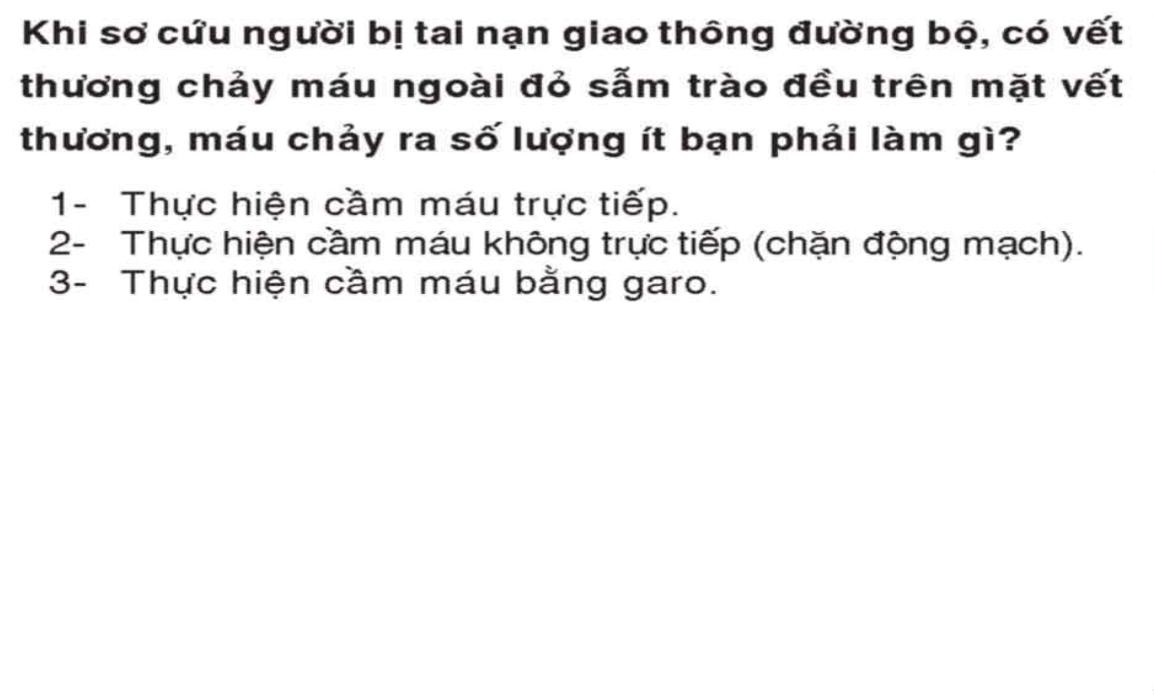 Khi sơ cứu người bị tai nạn giao thông đường bộ, có vết
thương chảy máu ngoài đỏ sẫm trào đều trên mặt vết
thương, máu chảy ra số lượng ít bạn phải làm gì?
1- Thực hiện cầm máu trực tiếp.
2- Thực hiện cầm máu không trực tiếp (chặn động mạch).
3- Thực hiện cầm máu bằng garo.